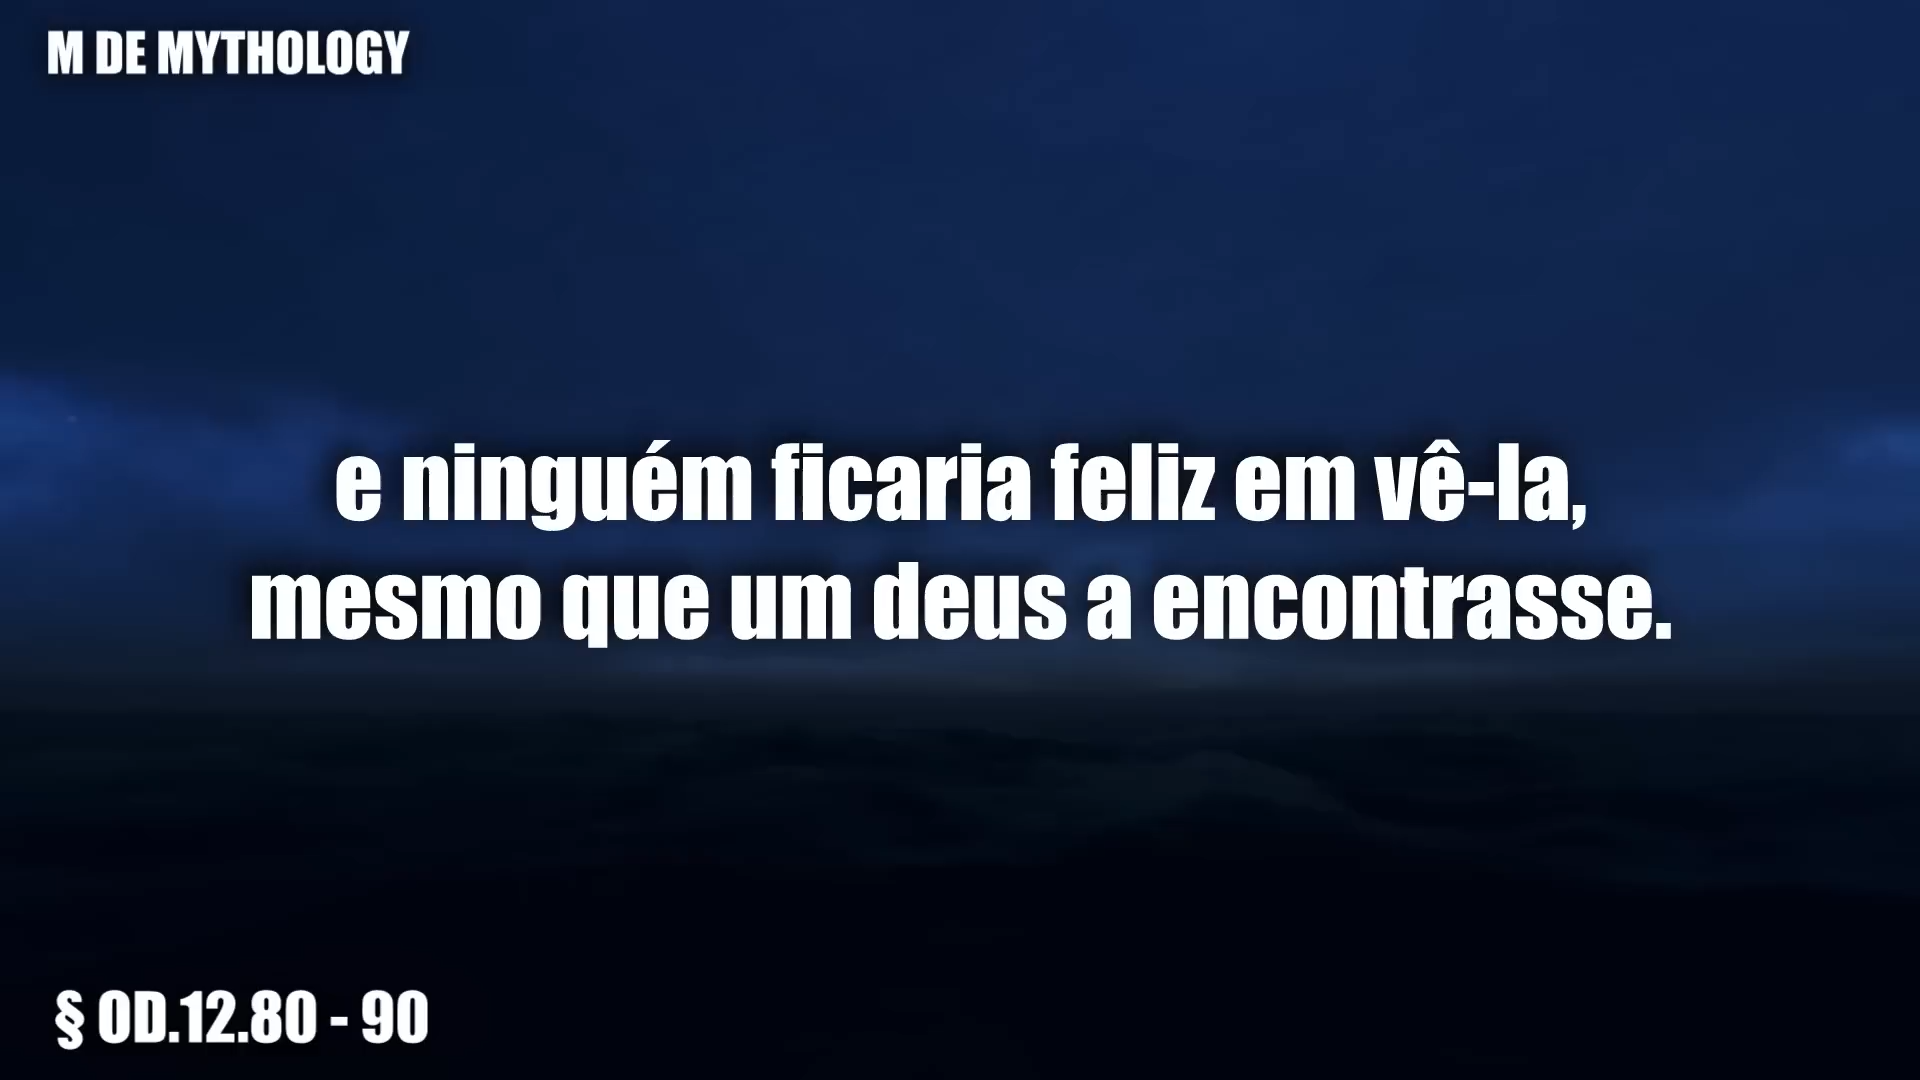 M DE MYTHOLOGY
e ninguém ficaria feliz em vê-la,
mesmo que um deus a encontrasse.
§ OD.12.80 - 90